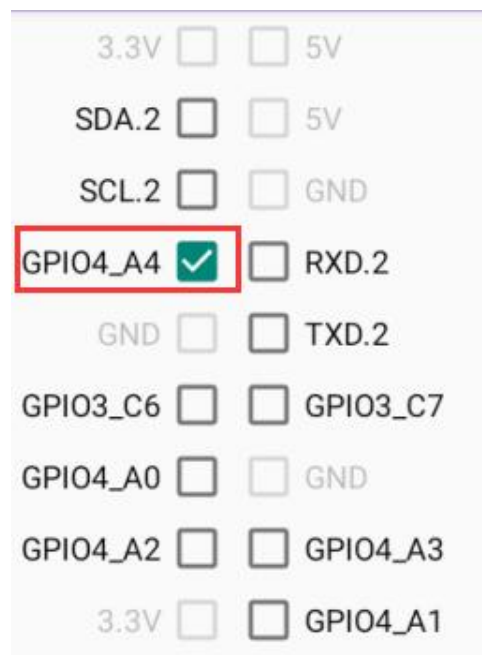 3.3V 5V
SDA.2 5V
SCL.2 GND
GPIO4_A4 RXD.2
GND TXD.2
GPIO3_C6 GPIO3_C7
GPIO4_A0 GND
GPIO4_A2 GPIO4_A3
3.3V GPIO4_A1